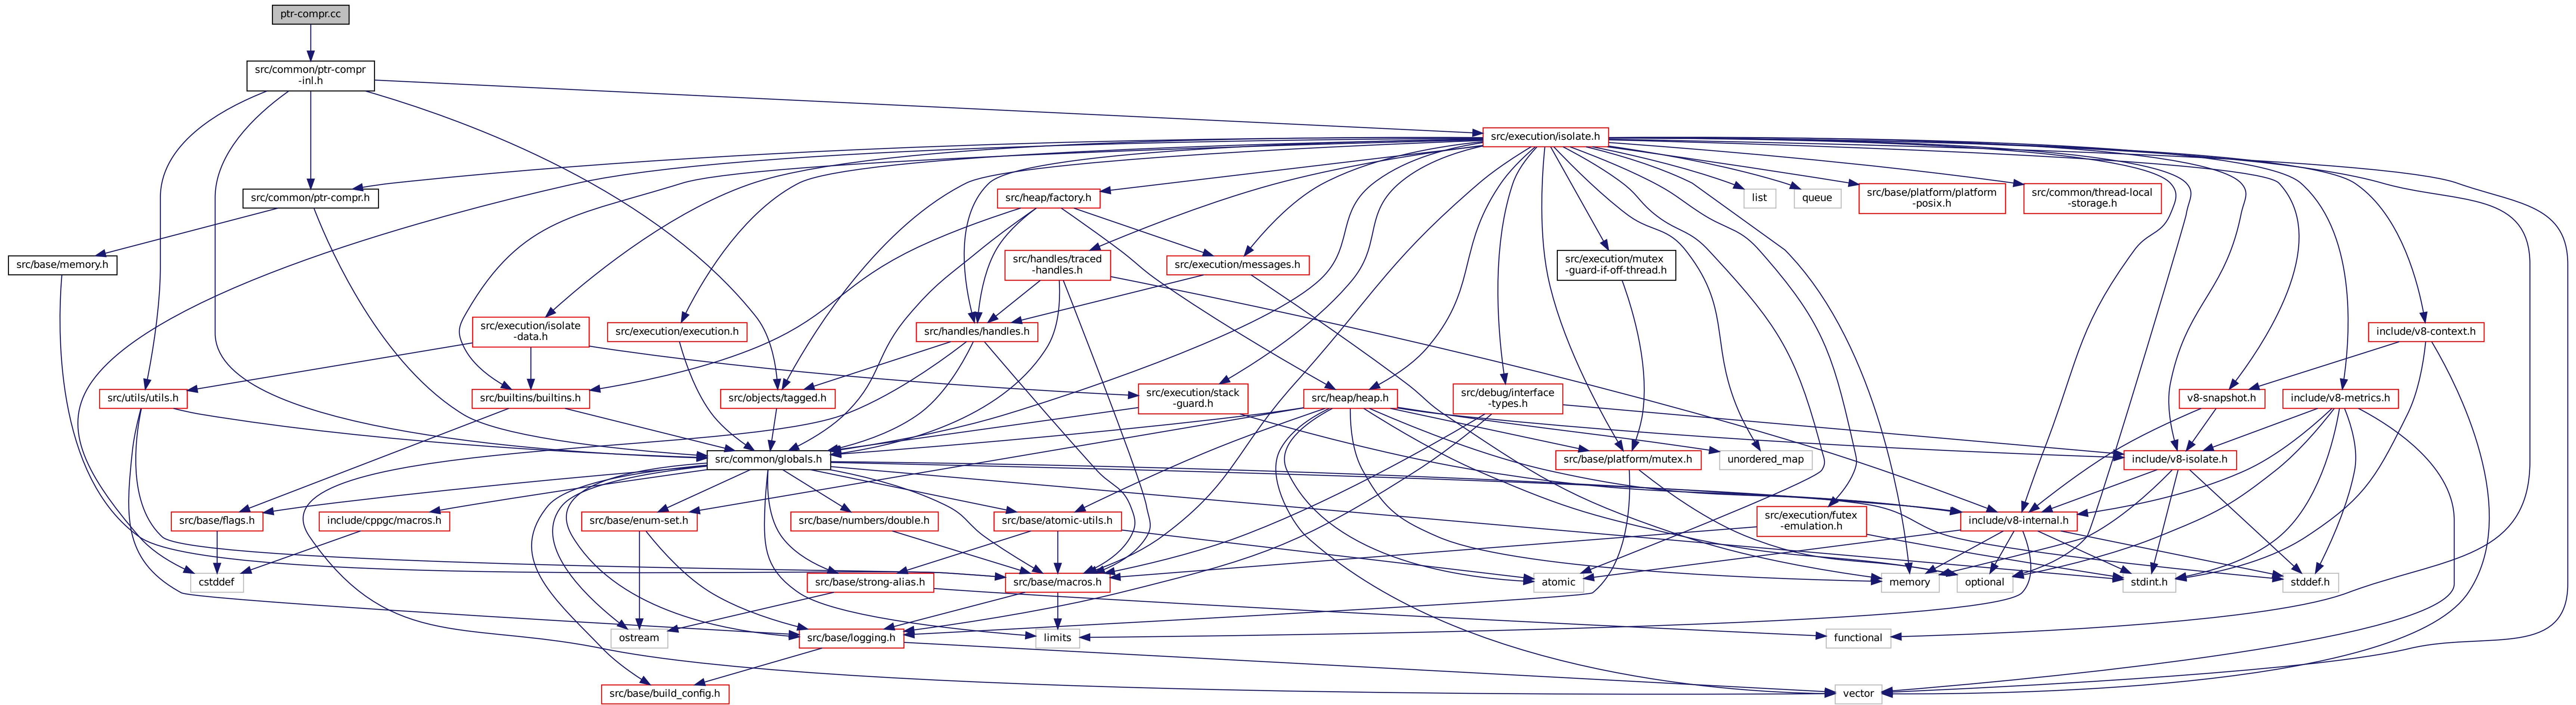 ptr-compr.cc
src/common/ptr-compr
-inl.h
src/execution/isolate.h
src/common/ptr-compr.h
src/heap/factory.h
list
queue
src/base/platform/platform
-posix.h
src/common/thread-local
-storage.h
src/base/memory.h
src/handles/traced
-handles.h
src/execution/messages.h
src/execution/mutex
-guard-if-off-thread.h
src/execution/isolate
-data.h
src/execution/execution.h
src/handles/handles.h
include/v8-context.h
src/utils/utils.h
src/builtins/builtins.h
src/objects/tagged.h
src/execution/stack
-guard.h
src/heap/heap.h
src/debug/interface
-types.h
v8-snapshot.h
include/v8-metrics.h
src/common/globals.h
src/base/platform/mutex.h
unordered_map
include/v8-isolate.h
src/base/flags.h
include/cppgc/macros.h
src/base/enum-set.h
src/base/numbers/double.h
src/base/atomic-utils.h
src/execution/futex
-emulation.h
include/v8-internal.h
cstddef
src/base/strong-alias.h
src/base/macros.h
atomic
memory
optional
stdint.h
stddef.h
ostream
src/base/logging.h
limits
functional
src/base/build_config.h
vector